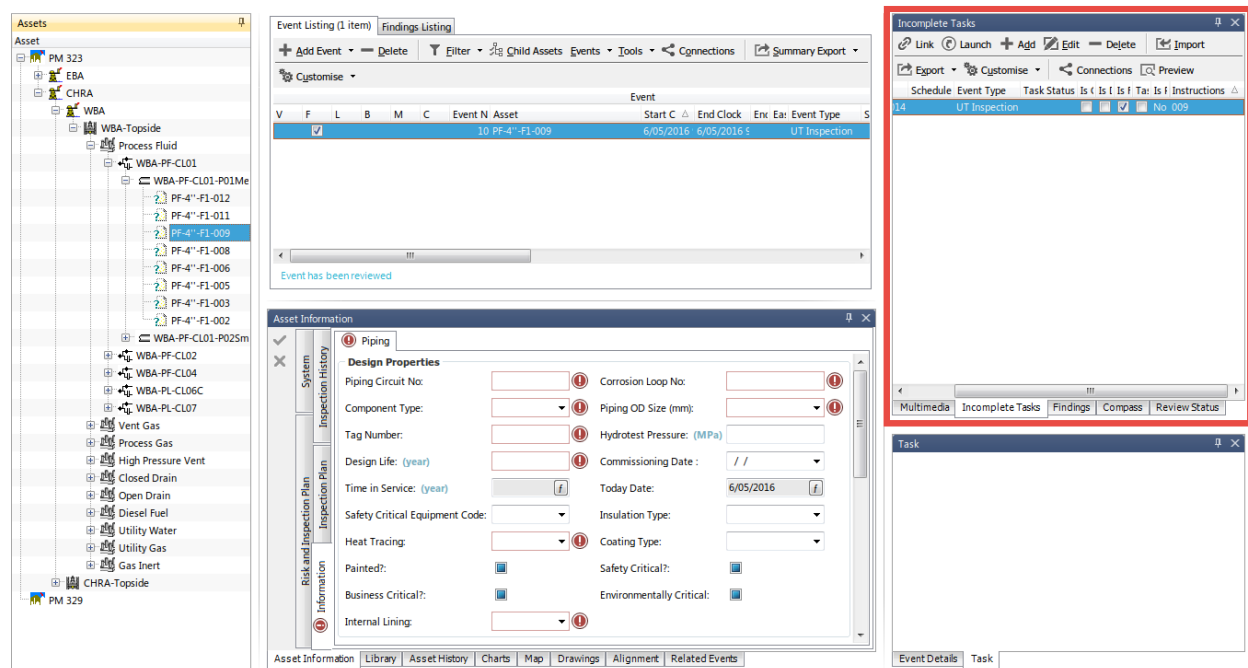 Assets
Asset
PM 323
EBA
CHRA
WBA
WBA-Topside
Process Fluid
WBA-PF-CL01
WBA-PF-CL01-P01Me
PF-4''-F1-012
PF-4''-F1-011
PF-4''-F1-009
PF-4''-F1-008
PF-4''-F1-006
PF-4''-F1-005
PF-4''-F1-003
PF-4''-F1-002
WBA-PF-CL01-P02Sm
WBA-PF-CL02
WBA-PF-CL04
WBA-PL-CL06C
WBA-PL-CL07
Vent Gas
Process Gas
High Pressure Vent
Closed Drain
Open Drain
Diesel Fuel
Utility Water
Utility Gas
Gas Inert
CHRA-Topside
PM 329
Event Listing (1 item) Findings Listing
Add Event Delete Filter Child Assets Events Tools Connections Summary Export
Customise
Event
V F L B M C Event N Asset Start C End Clock Enc Eas Event Type S
10 PF-4''-F1-009 6/05/2016 6/05/2016 9 UT Inspection
Event has been reviewed
Asset Information
System
Inspection History
Risk and Inspection Plan
Inspection Plan
Information
Piping
Design Properties
Piping Circuit No: Corrosion Loop No:
Component Type: Piping OD Size (mm):
Tag Number: Hydrotest Pressure: (MPa)
Design Life: (year) Commissioning Date : / /
Time in Service: (year) f Today Date: 6/05/2016 f
Safety Critical Equipment Code: Insulation Type:
Heat Tracing: Coating Type:
Painted?: Safety Critical?:
Business Critical?: Environmentally Critical:
Internal Lining:
Asset Information Library Asset History Charts Map Drawings Alignment Related Events
Incomplete Tasks
Link Launch Add Edit Delete Import
Export Customise Connections Preview
Schedule Event Type Task Status Is ( Is I Is F Ta: Is F Instructions
014 UT Inspection No 009
Multimedia Incomplete Tasks Findings Compass Review Status
Task
Event Details Task